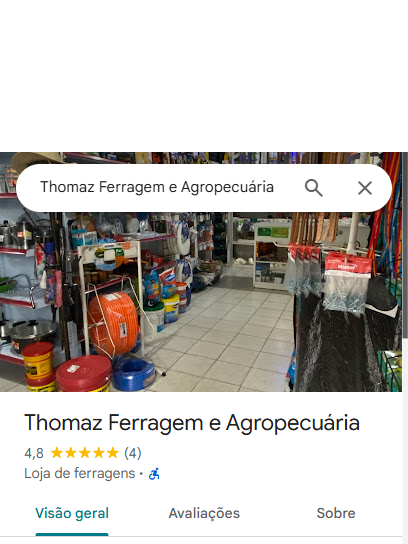 Thomaz Ferragem e Agropecuária
Thomaz Ferragem e Agropecuária
4,8 ★★★★★ (4)
Loja de ferragens ·
Visão geral
Avaliações
Sobre